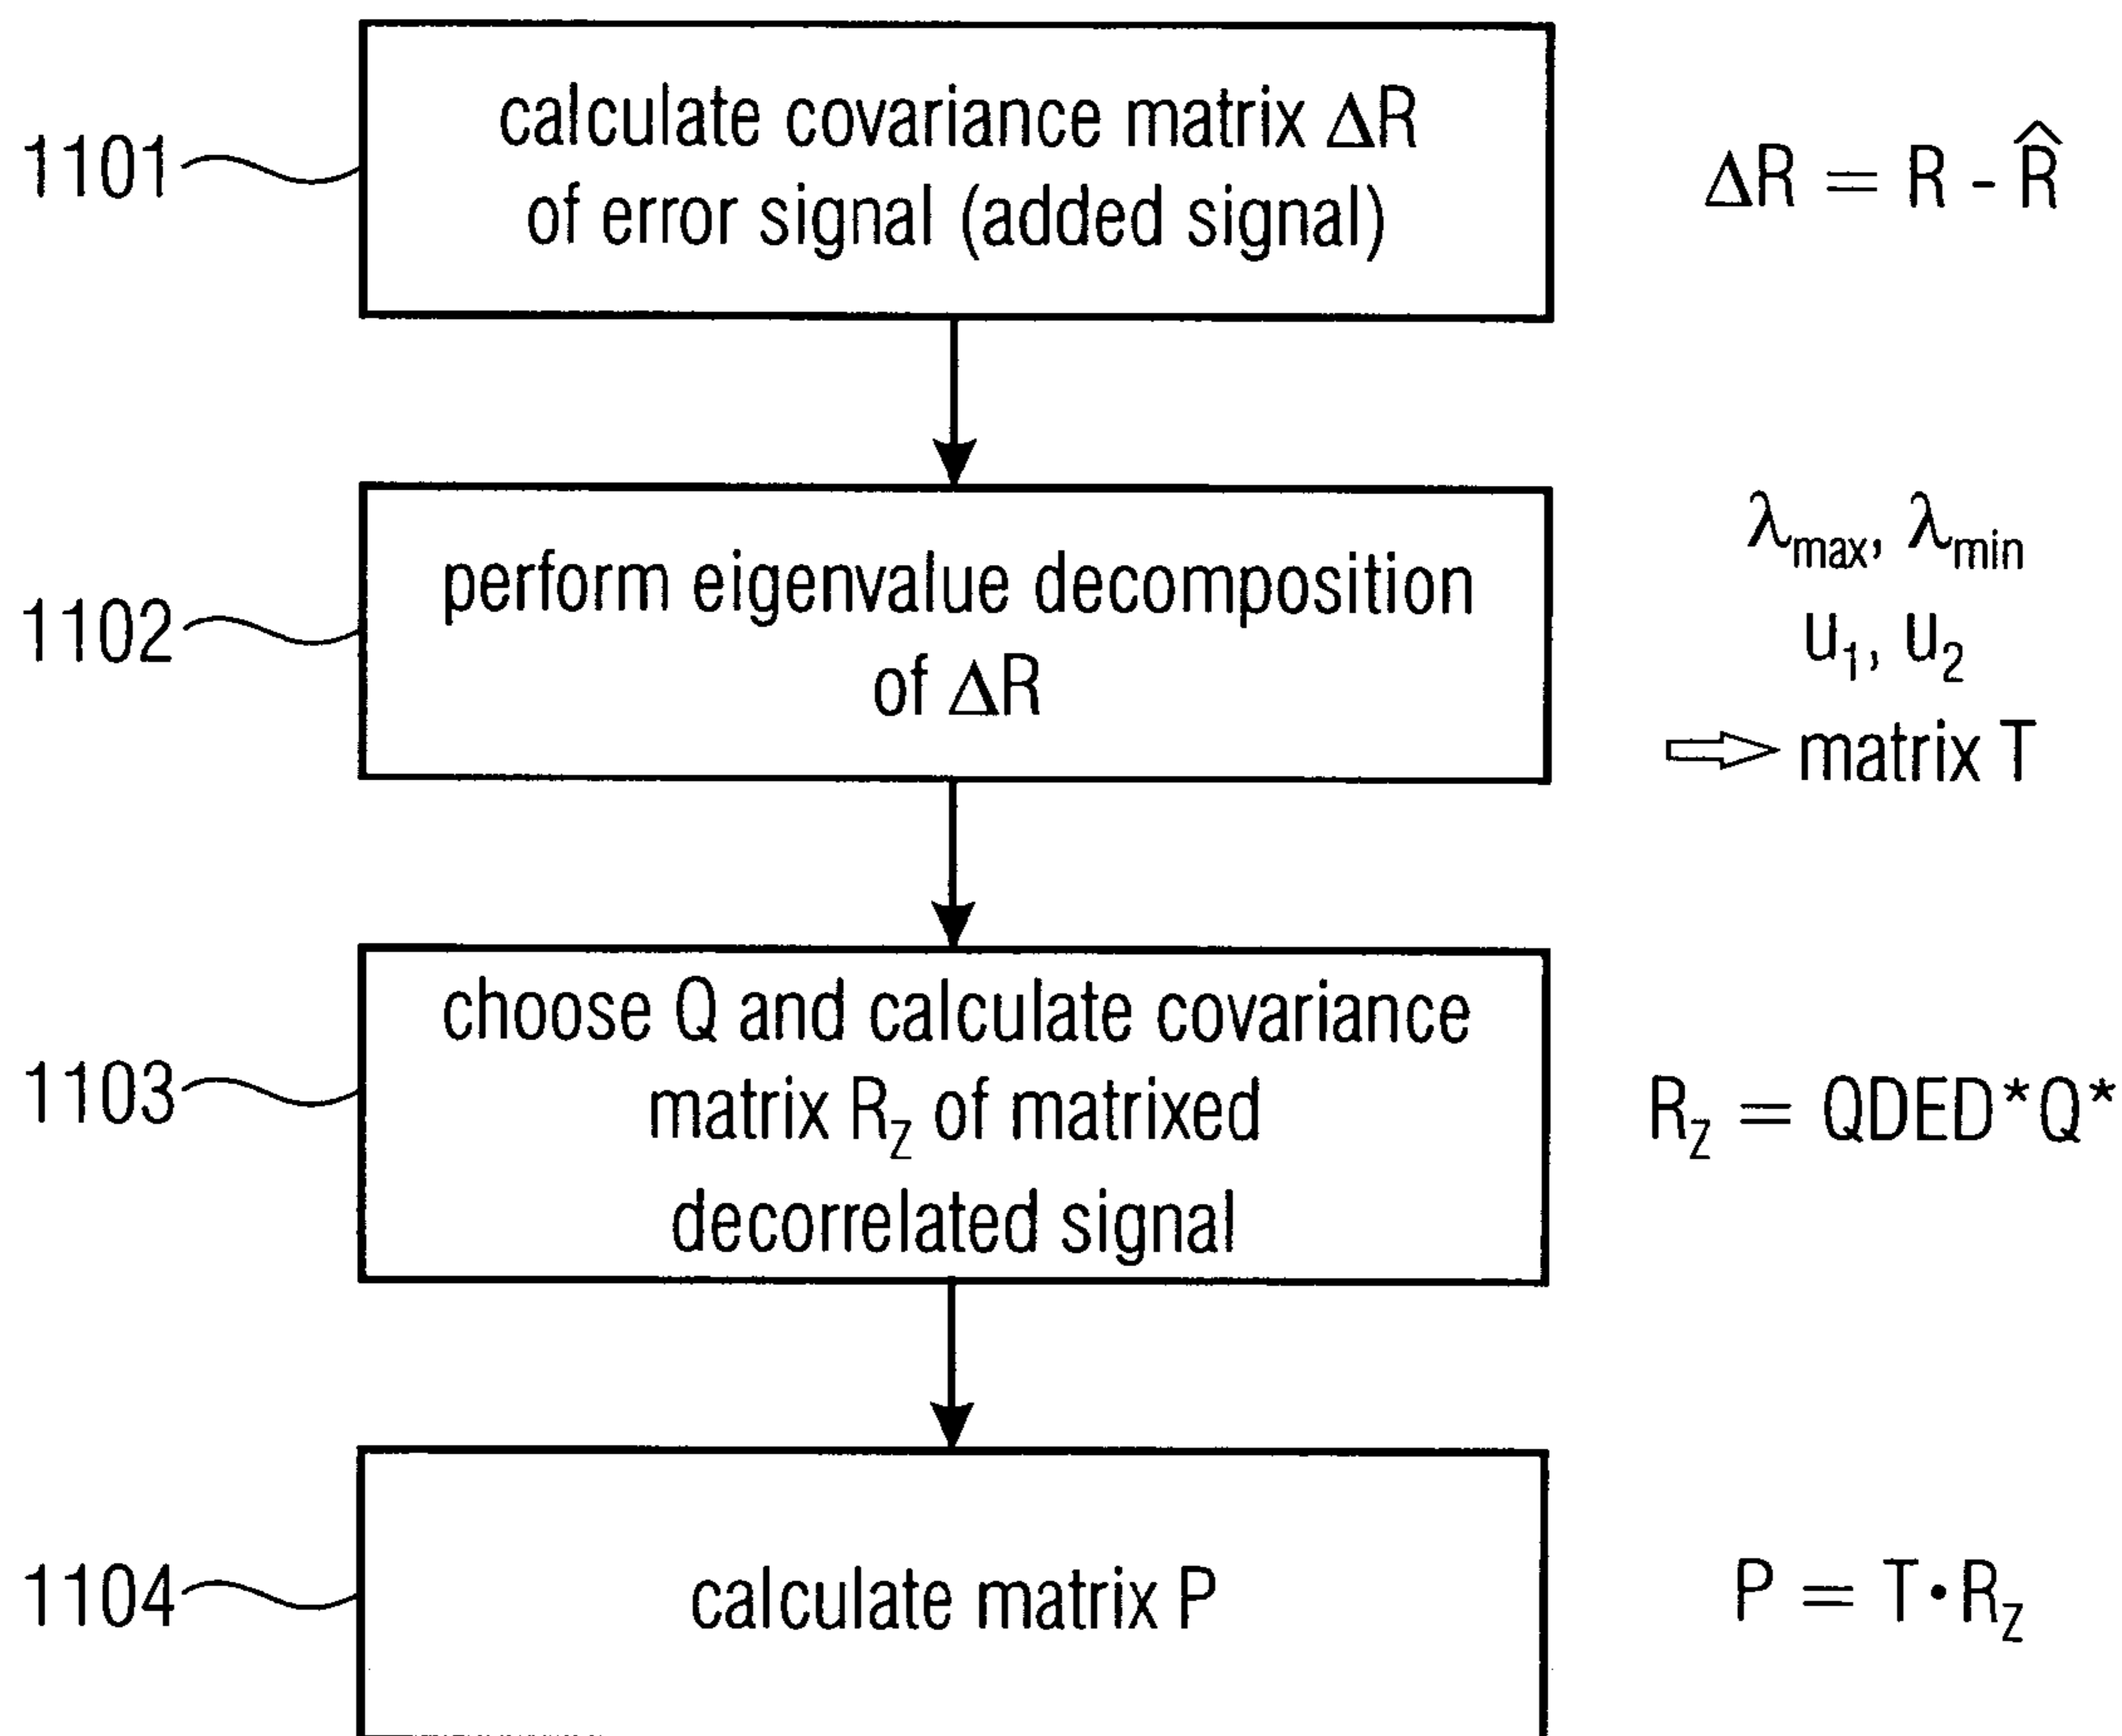 1101
calculate covariance matrix ΔR
of error signal (added signal)
ΔR = R - R̂
1102
perform eigenvalue decomposition
of ΔR
λmax, λmin
u1, u2
⇨ matrix T
1103
choose Q and calculate covariance
matrix RZ of matrixed
decorrelated signal
RZ = QDED*Q*
1104
calculate matrix P
P = T•RZ